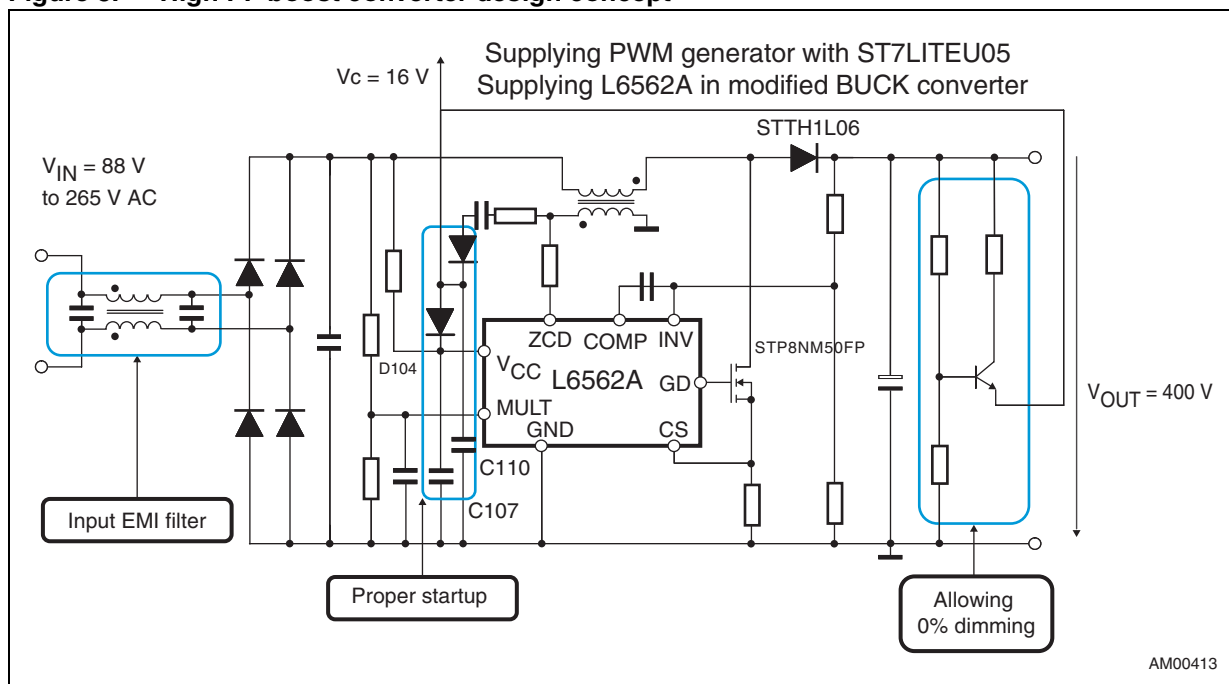 Supplying PWM generator with ST7LITEU05
Supplying L6562A in modified BUCK converter
Vc = 16 V
STTH1L06
VIN = 88 V
to 265 V AC
ZCD
COMP
INV
STP8NM50FP
D104
VCC
L6562A
GD
MULT
GND
CS
VOUT = 400 V
C110
C107
Input EMI filter
Proper startup
Allowing
0% dimming
AM00413